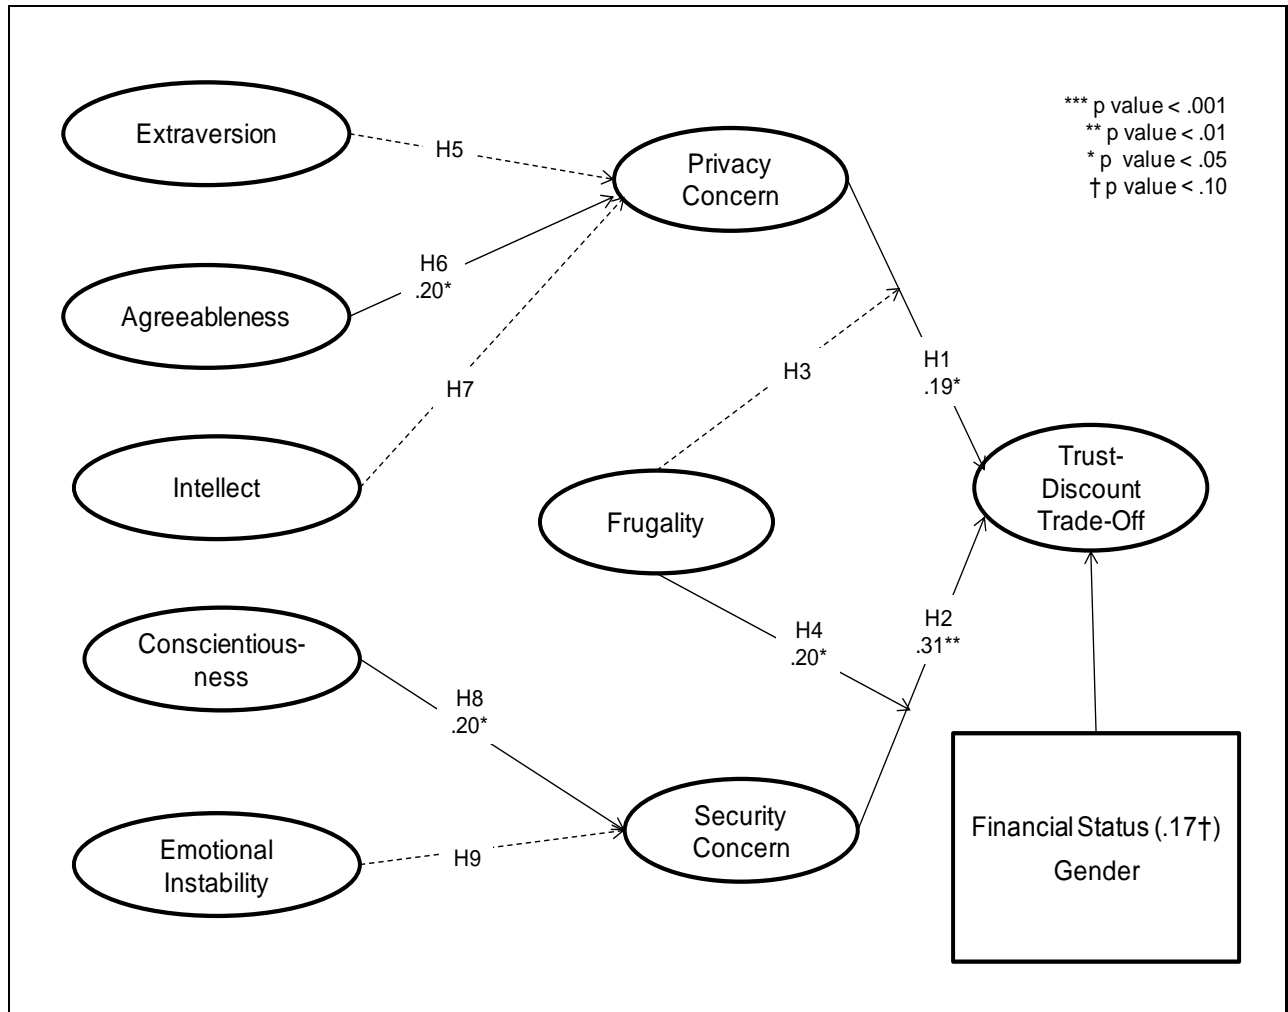 Extraversion
H5
Privacy
Concern
*** p value < .001
** p value < .01
* p value < .05
† p value < .10
H6
.20*
Agreeableness
H7
H3
H1
.19*
Intellect
Frugality
Trust-
Discount
Trade-Off
Conscientious-
ness
H8
.20*
H4
.20*
H2
.31**
Emotional
Instability
H9
Security
Concern
Financial Status (.17†)
Gender